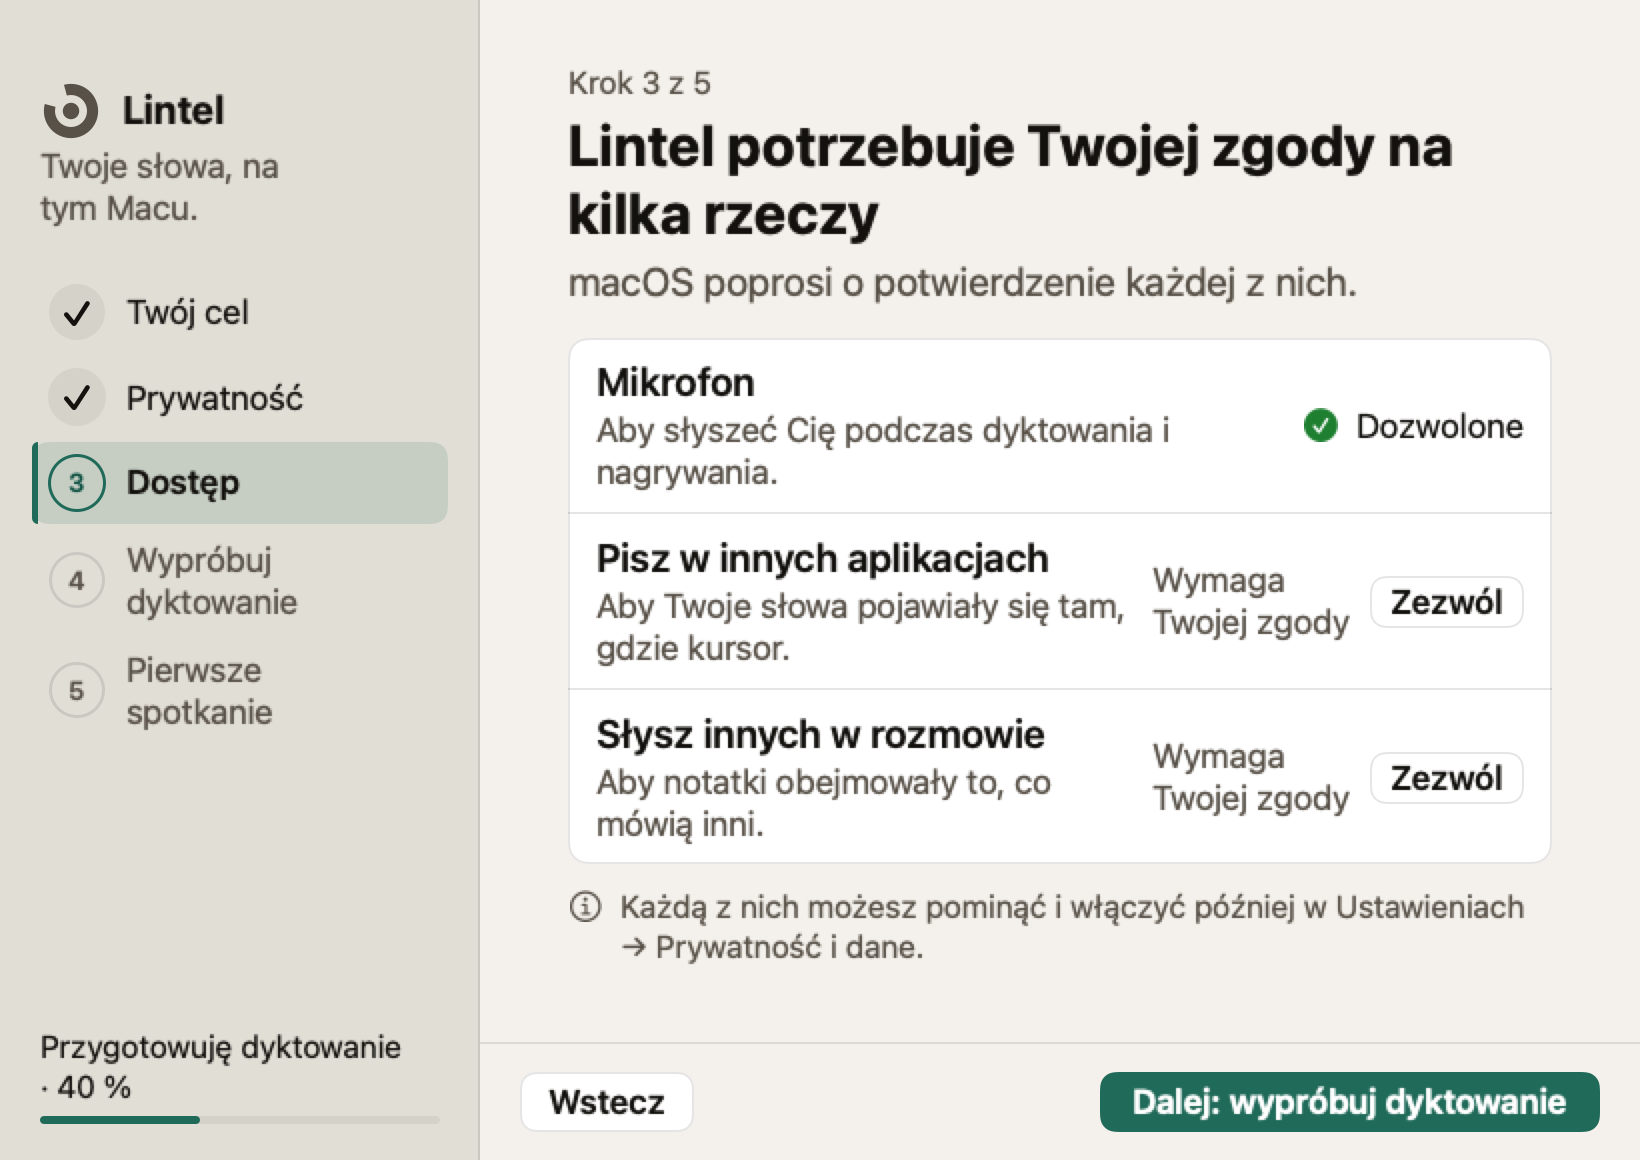 Lintel
Twoje słowa, na
tym Macu.
Twój cel
Prywatność
3
Dostęp
4
Wypróbuj
dyktowanie
5
Pierwsze
spotkanie
Przygotowuję dyktowanie
· 40 %
Krok 3 z 5
Lintel potrzebuje Twojej zgody na
kilka rzeczy
macOS poprosi o potwierdzenie każdej z nich.
Mikrofon
Aby słyszeć Cię podczas dyktowania i
nagrywania.
Dozwolone
Pisz w innych aplikacjach
Aby Twoje słowa pojawiały się tam,
gdzie kursor.
Wymaga
Twojej zgody
Zezwól
Słysz innych w rozmowie
Aby notatki obejmowały to, co
mówią inni.
Wymaga
Twojej zgody
Zezwól
Każdą z nich możesz pominąć i włączyć później w Ustawieniach
→ Prywatność i dane.
Wstecz
Dalej: wypróbuj dyktowanie